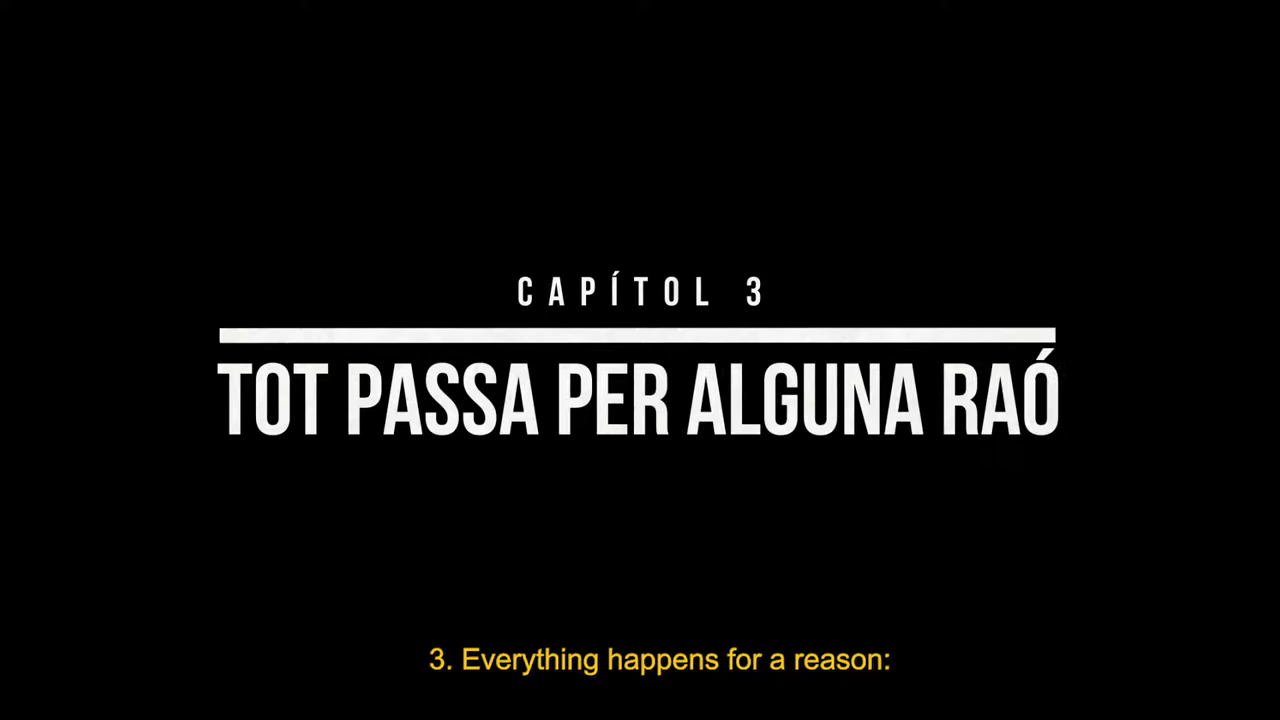 CAPÍTOL 3
TOT PASSA PER ALGUNA RAÓ
3. Everything happens for a reason: